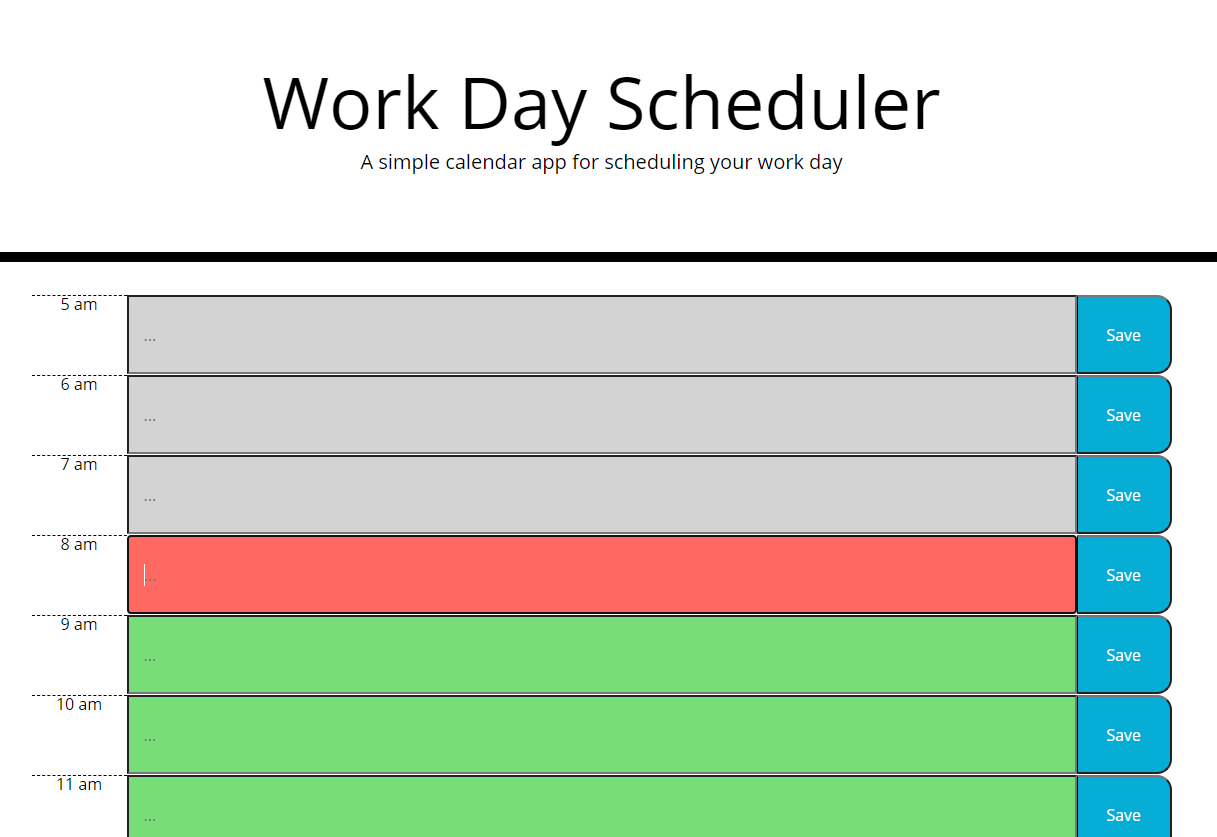 Work Day Scheduler
A simple calendar app for scheduling your work day
5 am
...
Save
6 am
...
Save
7 am
...
Save
8 am
...
Save
9 am
...
Save
10 am
...
Save
11 am
...
Save